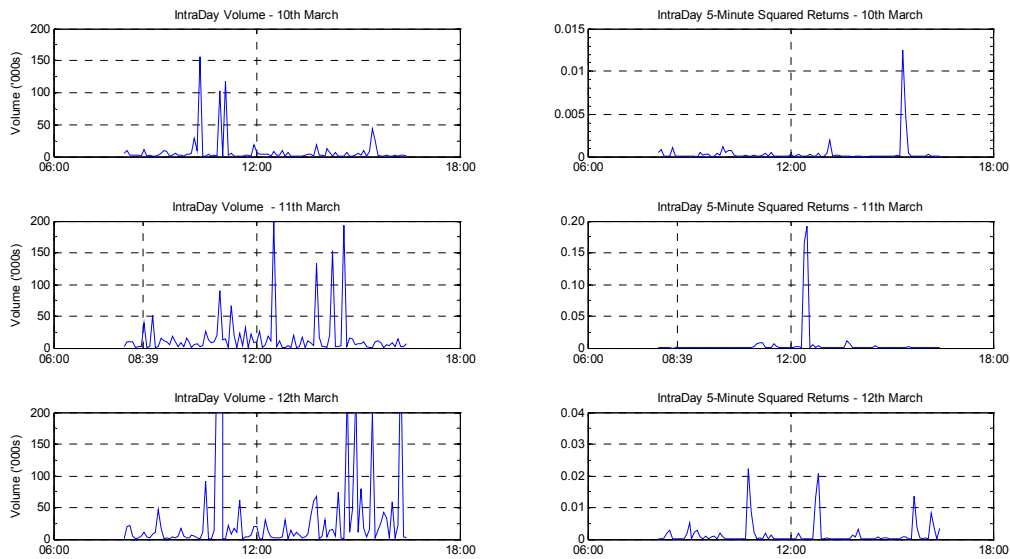 IntraDay Volume - 10th March
200
150
100
50
0
Volume ('000s)
06:00 12:00 18:00
IntraDay 5-Minute Squared Returns - 10th March
0.015
0.01
0.005
0
06:00 12:00 18:00
IntraDay Volume - 11th March
200
150
100
50
0
Volume ('000s)
06:00 08:39 12:00 18:00
IntraDay 5-Minute Squared Returns - 11th March
0.20
0.15
0.10
0.05
0
06:00 08:39 12:00 18:00
IntraDay Volume - 12th March
200
150
100
50
0
Volume ('000s)
06:00 12:00 18:00
IntraDay 5-Minute Squared Returns - 12th March
0.04
0.03
0.02
0.01
0
06:00 12:00 18:00